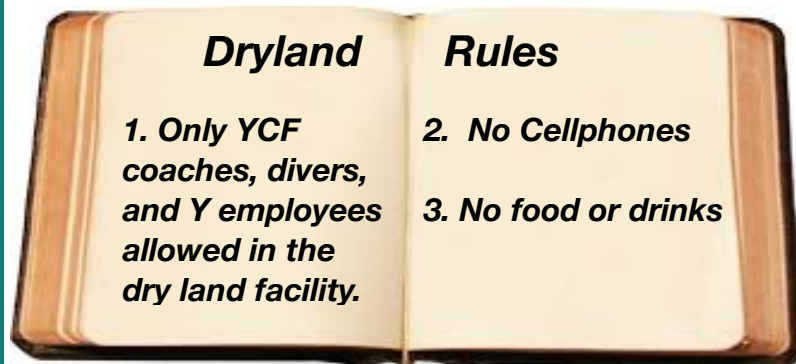 Dryland Rules
1. Only YCF
coaches, divers,
and Y employees
allowed in the
dry land facility.
2. No Cellphones
3. No food or drinks